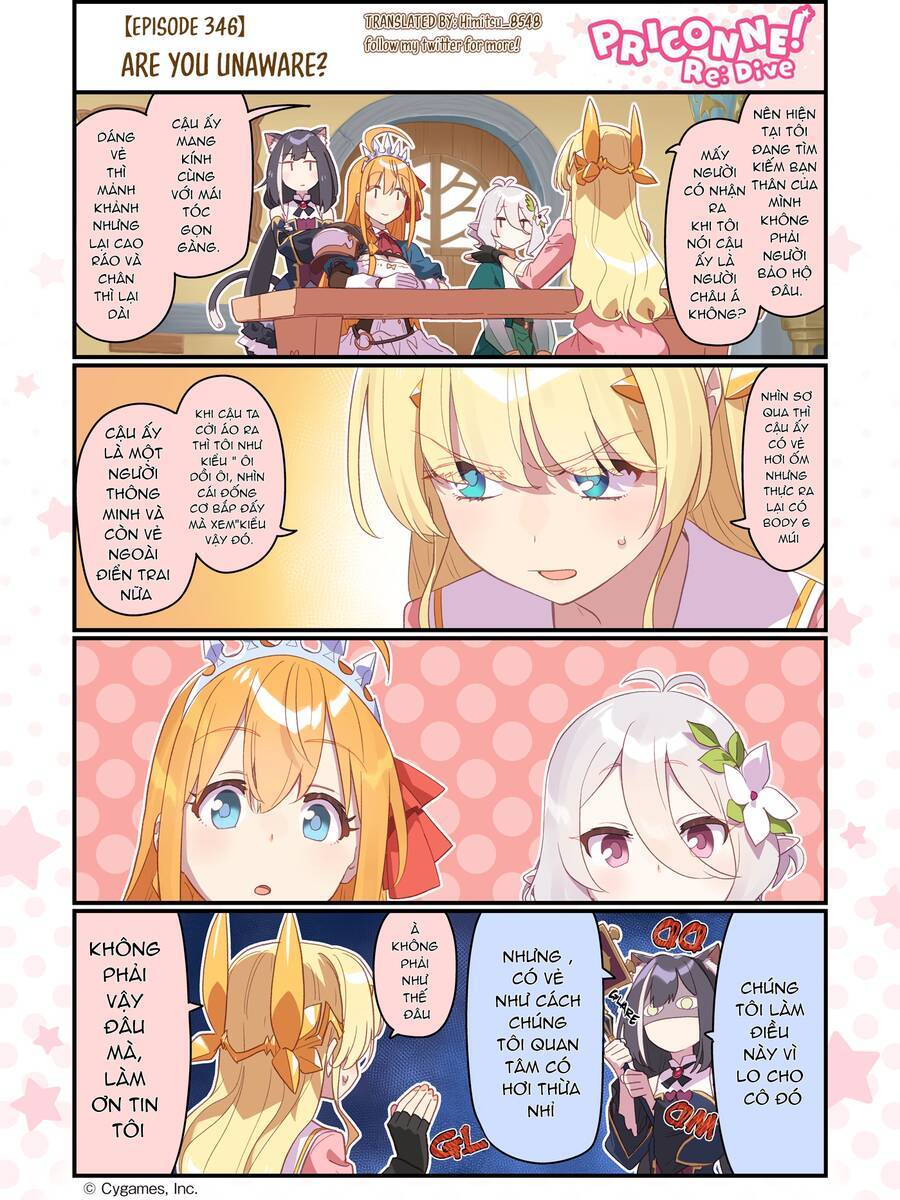 【EPISODE 346】
ARE YOU UNAWARE?
TRANSLATED BY: Himitsu_8548
follow my twitter for more!
PRICONNE!
Re: Dive
NÊN HIỆN
TẠI TÔI
ĐANG TÌM
KIẾM BẠN
THÂN CỦA
MÌNH KHÔNG
PHẢI
NGƯỜI
BẢO HỘ
ĐÂU.
MẤY
NGƯỜI
CÓ NHẬN
RA
KHI TÔI
NÓI CẬU
ẤY LÀ
NGƯỜI
CHÂU Á
KHÔNG?
CẬU ẤY
MANG
KÍNH
CÙNG
VỚI MÁI
TÓC
GỌN
GÀNG.
DÁNG
VẺ
THÌ
MẢNH
KHẢNH
NHƯNG
LẠI CAO
RÁO VÀ
CHÂN
THÌ LẠI
DÀI
NHÌN SƠ
QUA THÌ
CẬU ẤY
CÓ VẺ
HƠI ỐM
NHƯNG
THỰC RA
LẠI CÓ
BODY 6
MÚI
KHI CẬU TA
CỞI ÁO RA
THÌ TÔI NHƯ
KIỂU " ÔI
DỒI ÔI, NHÌN
CÁI ĐỐNG
CƠ BẮP ĐẤY
MÀ XEM"KIỂU
VẬY ĐÓ.
CẬU ẤY
LÀ MỘT
NGƯỜI
THÔNG
MINH VÀ
CÒN VẺ
NGOÀI
ĐIỂN TRAI
NỮA
CHÚNG
TÔI LÀM
ĐIỀU
NÀY VÌ
LO CHO
CÔ ĐÓ
GLARE
NHƯNG ,
CÓ VẺ
NHƯ CÁCH
CHÚNG
TÔI QUAN
TÂM CÓ
HƠI THỪA
NHỈ
À
KHÔNG
PHẢI
NHƯ
THẾ
ĐÂU
KHÔNG
PHẢI
VẬY
ĐÂU
MÀ,
LÀM
ƠN TIN
TÔI
© Cygames, Inc.